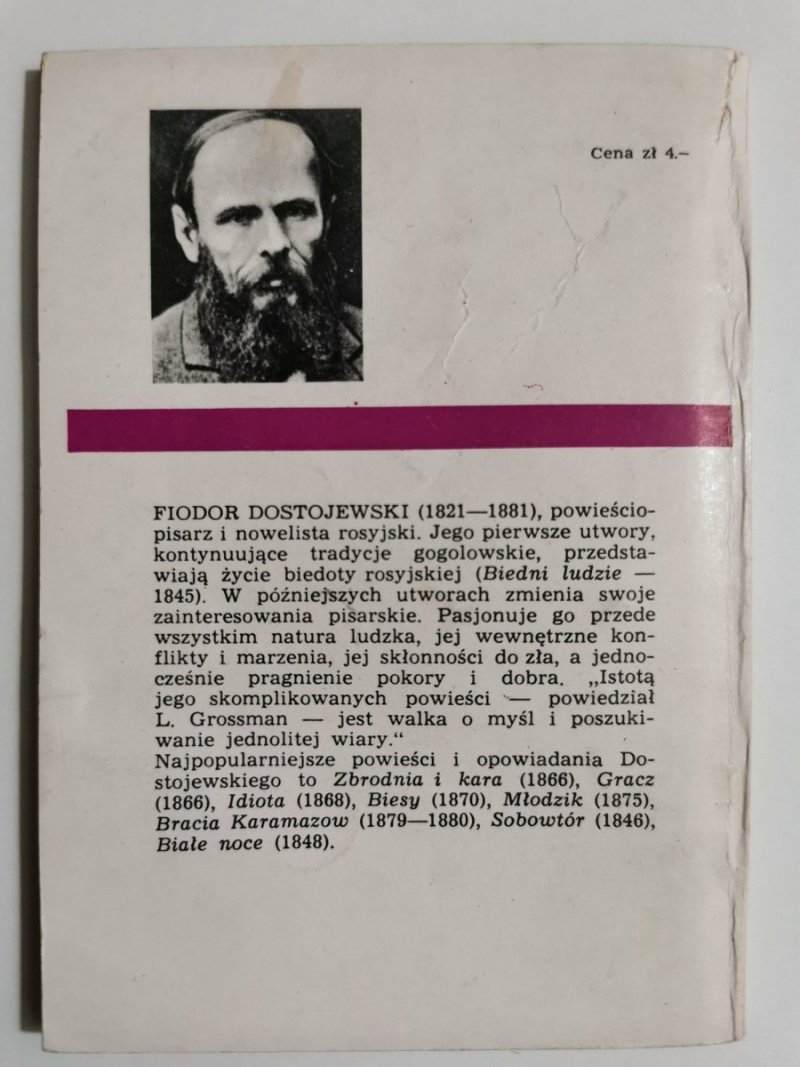 Cena zł 4.–
FIODOR DOSTOJEWSKI (1821—1881), powieścio-
pisarz i nowelista rosyjski. Jego pierwsze utwory,
kontynuujące tradycje gogolowskie, przedsta-
wiają życie biedoty rosyjskiej (Biedni ludzie —
1845). W późniejszych utworach zmienia swoje
zainteresowania pisarskie. Pasjonuje go przede
wszystkim natura ludzka, jej wewnętrzne kon-
flikty i marzenia, jej skłonności do zła, a jedno-
cześnie pragnienie pokory i dobra. „Istotą
jego skomplikowanych powieści — powiedział
L. Grossman — jest walka o myśl i poszuki-
wanie jednolitej wiary.“
Najpopularniejsze powieści i opowiadania Do-
stojewskiego to Zbrodnia i kara (1866), Gracz
(1866), Idiota (1868), Biesy (1870), Młodzik (1875),
Bracia Karamazow (1879—1880), Sobowtór (1846),
Białe noce (1848).